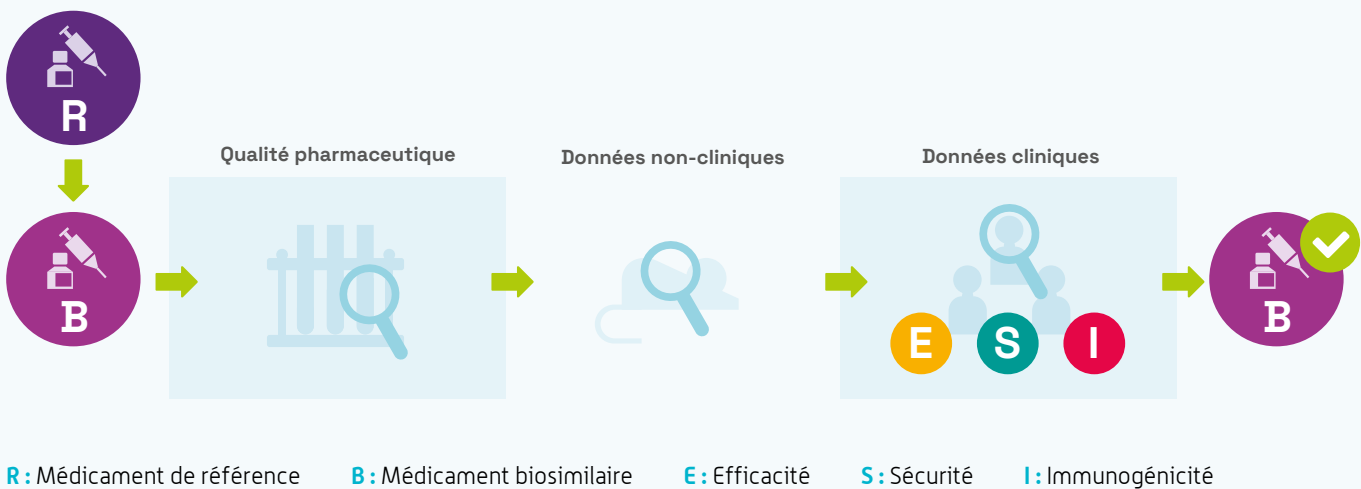 R
Qualité pharmaceutique
Données non-cliniques
Données cliniques
B
E
S
I
B
R : Médicament de référence
B : Médicament biosimilaire
E : Efficacité
S : Sécurité
I : Immunogénicité